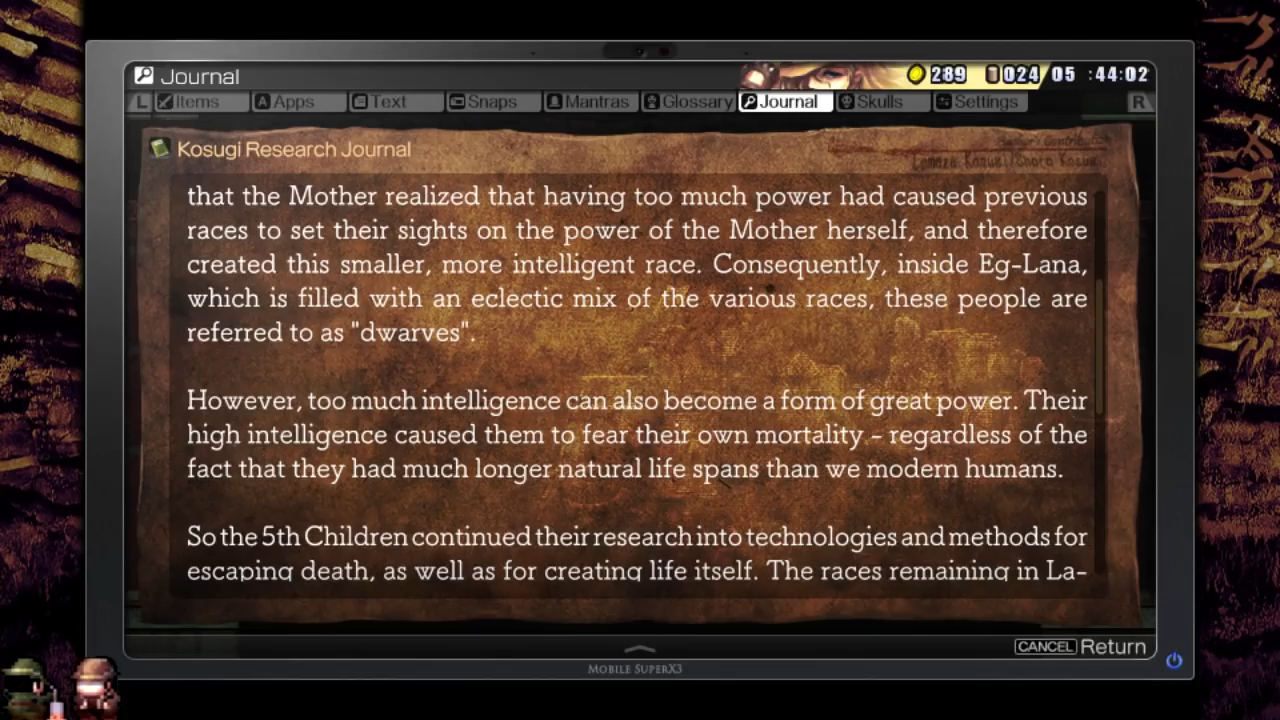 Journal
289 024 05 :44:02
L Items Apps Text Snaps Mantras Glossary Journal Skulls Settings R
Kosugi Research Journal
Kosugi
that the Mother realized that having too much power had caused previous
races to set their sights on the power of the Mother herself, and therefore
created this smaller, more intelligent race. Consequently, inside Eg-Lana,
which is filled with an eclectic mix of the various races, these people are
referred to as "dwarves".
However, too much intelligence can also become a form of great power. Their
high intelligence caused them to fear their own mortality - regardless of the
fact that they had much longer natural life spans than we modern humans.
So the 5th Children continued their research into technologies and methods for
escaping death, as well as for creating life itself. The races remaining in La-
CANCEL Return
MOBILE SUPERX3